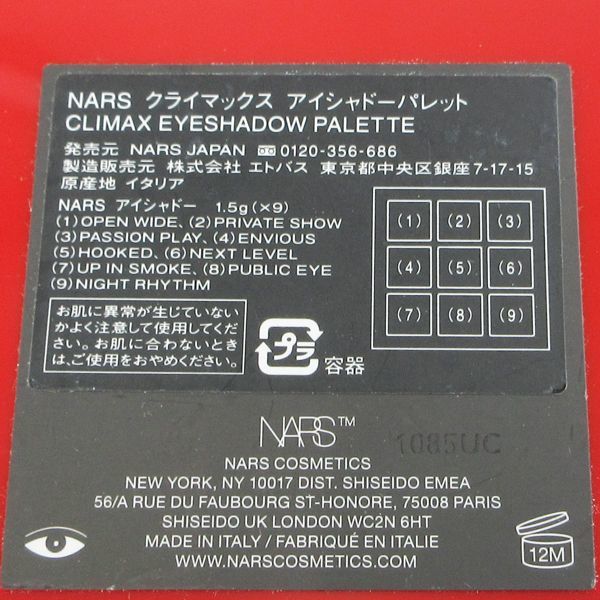 NARS クライマックス アイシャドーパレット
CLIMAX EYESHADOW PALETTE
発売元 NARS JAPAN 0120-356-686
製造販売元 株式会社 エトバス 東京都中央区銀座7-17-15
原産地 イタリア
NARS アイシャドー 1.5g(×9)
(1)OPEN WIDE、(2)PRIVATE SHOW
(3)PASSION PLAY、(4)ENVIOUS
(5)HOOKED、(6)NEXT LEVEL
(7)UP IN SMOKE、(8)PUBLIC EYE
(9)NIGHT RHYTHM
(1) (2) (3)
(4) (5) (6)
(7) (8) (9)
お肌に異常が生じていない
かよく注意して使用してくだ
さい。お肌に合わないとき
は、ご使用をおやめください。
プラ
容器
NARS™
1085UC
NARS COSMETICS
NEW YORK, NY 10017 DIST. SHISEIDO EMEA
56/A RUE DU FAUBOURG ST-HONORE, 75008 PARIS
SHISEIDO UK LONDON WC2N 6HT
MADE IN ITALY / FABRIQUÉ EN ITALIE
WWW.NARSCOSMETICS.COM
12M